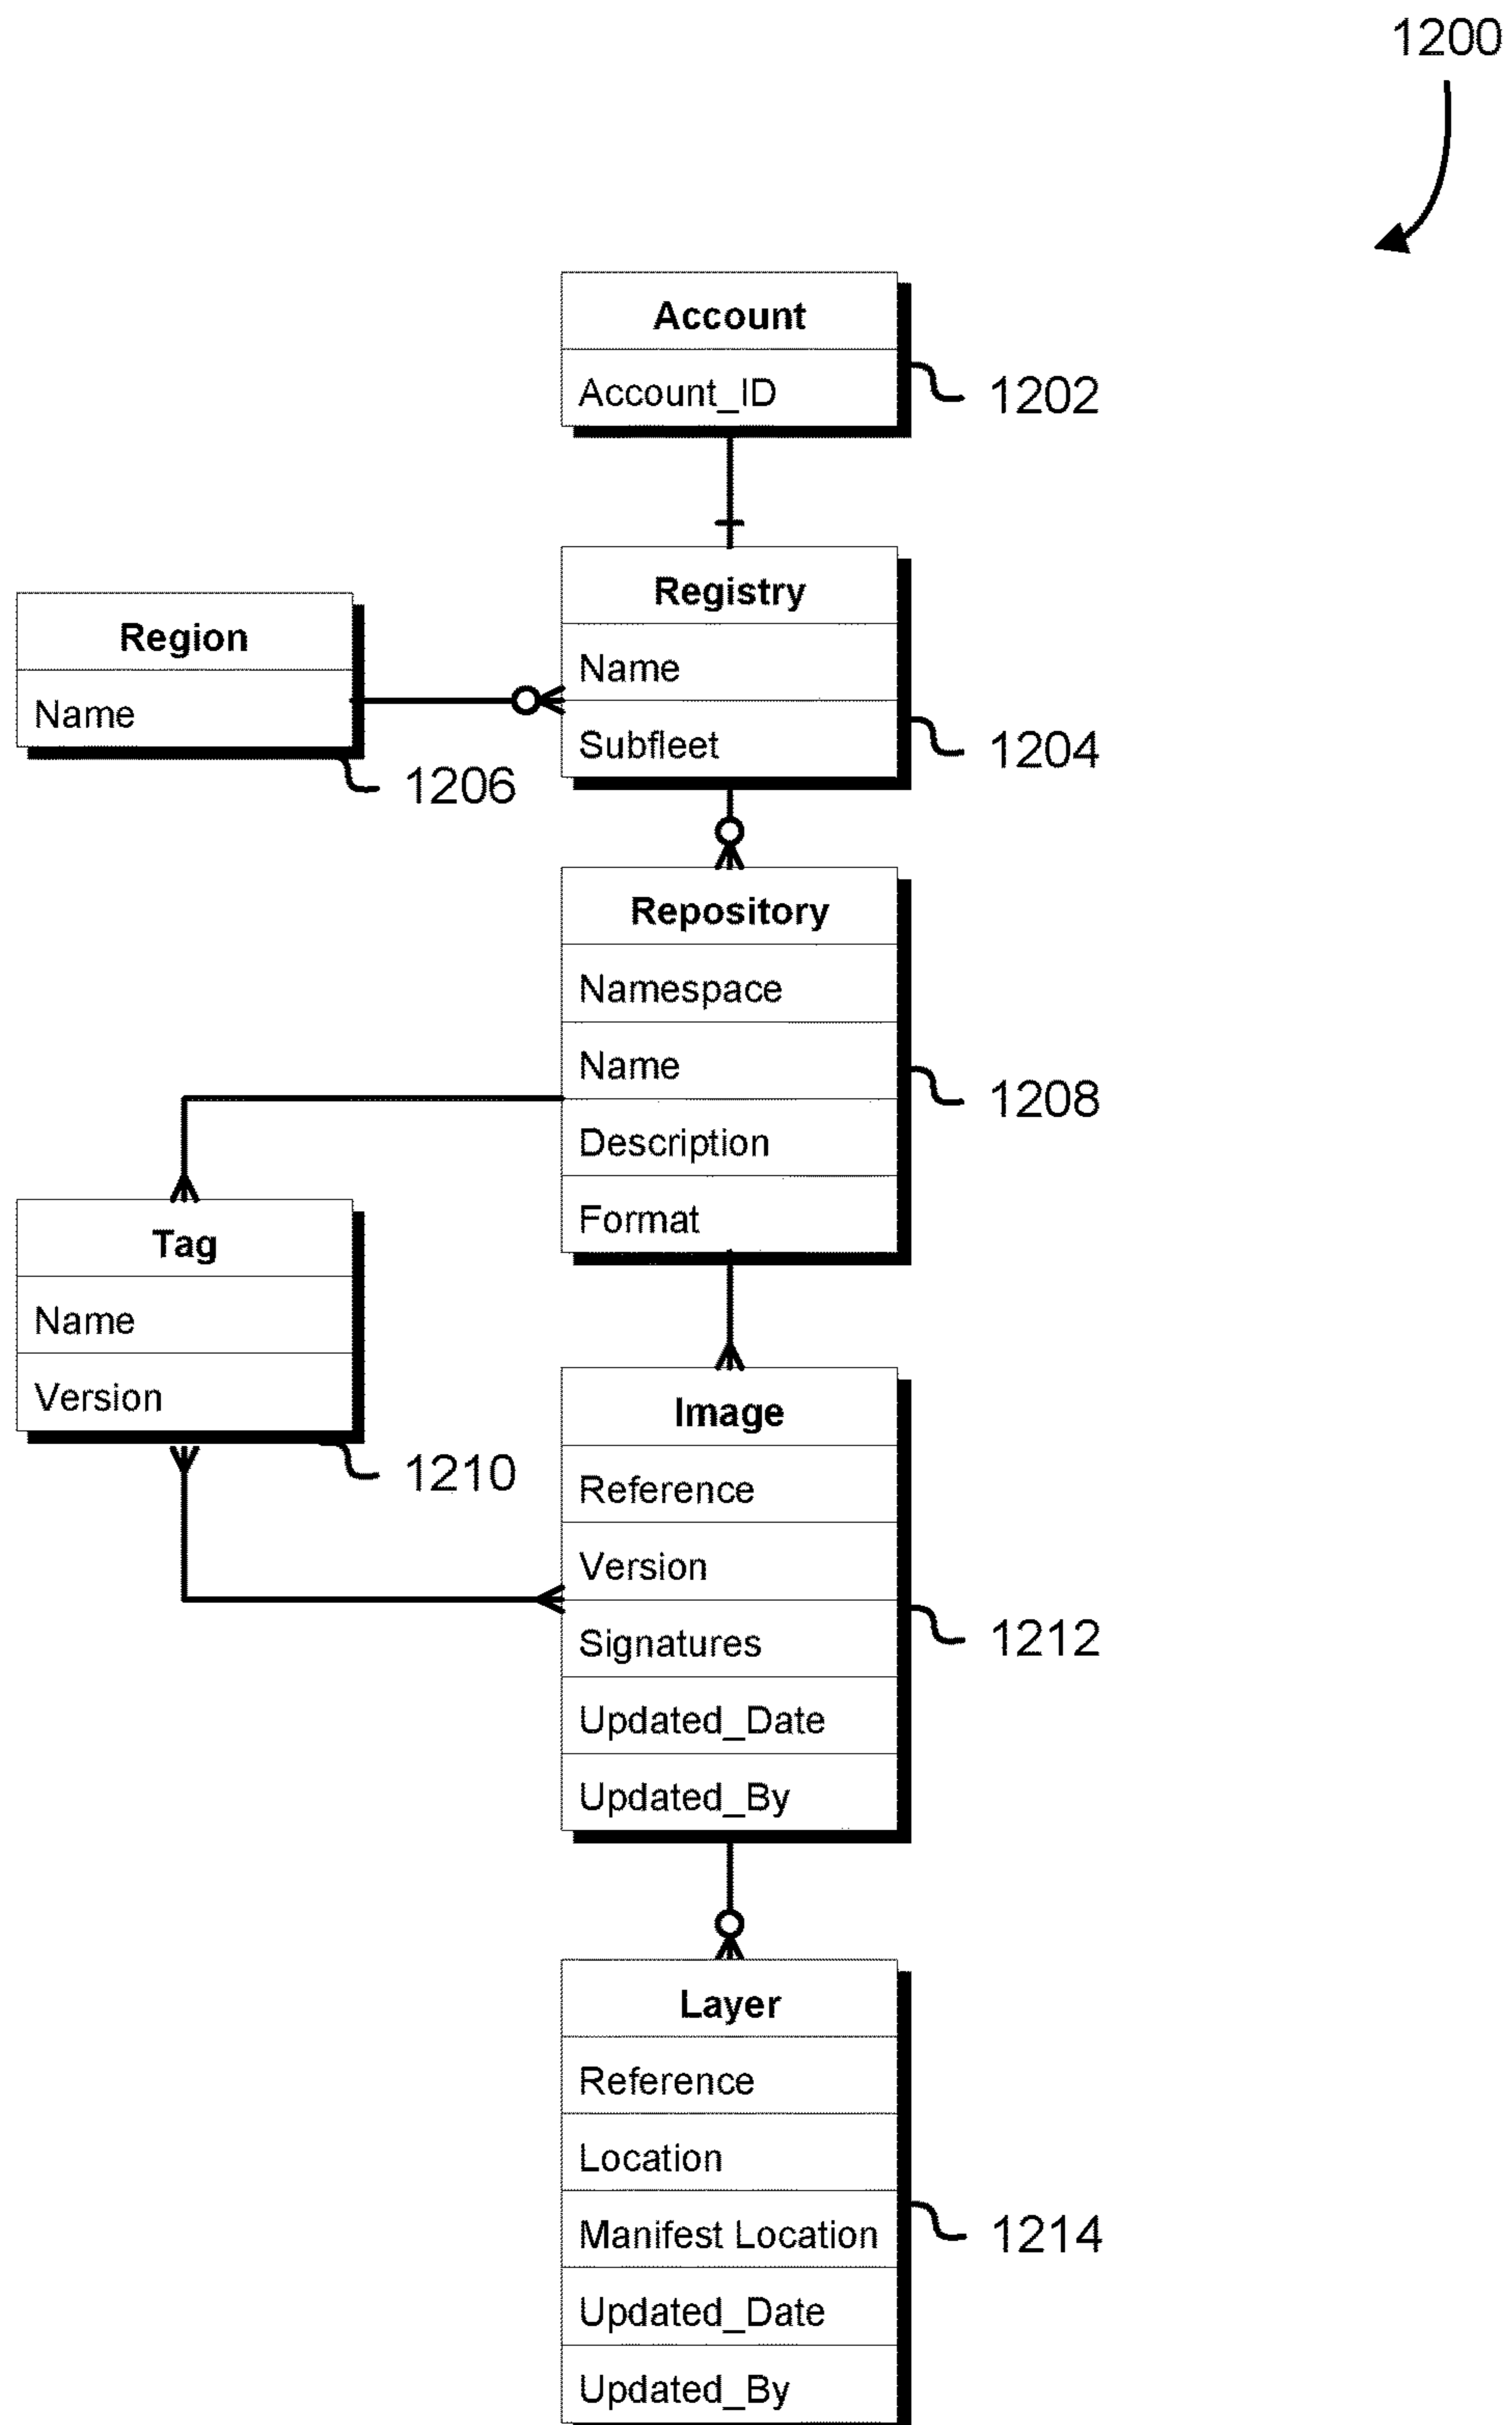 1200
Account
Account_ID
1202
Region
Name
1206
Registry
Name
Subfleet
1204
Repository
Namespace
Name
Description
Format
1208
Tag
Name
Version
1210
Image
Reference
Version
Signatures
Updated_Date
Updated_By
1212
Layer
Reference
Location
Manifest Location
Updated_Date
Updated_By
1214